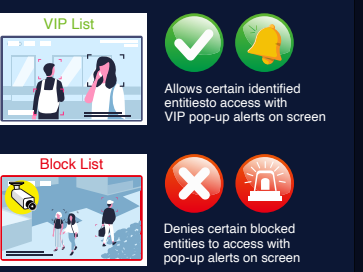 VIP List
Allows certain identified
entitiesto access with
VIP pop-up alerts on screen
Block List
Denies certain blocked
entities to access with
pop-up alerts on screen